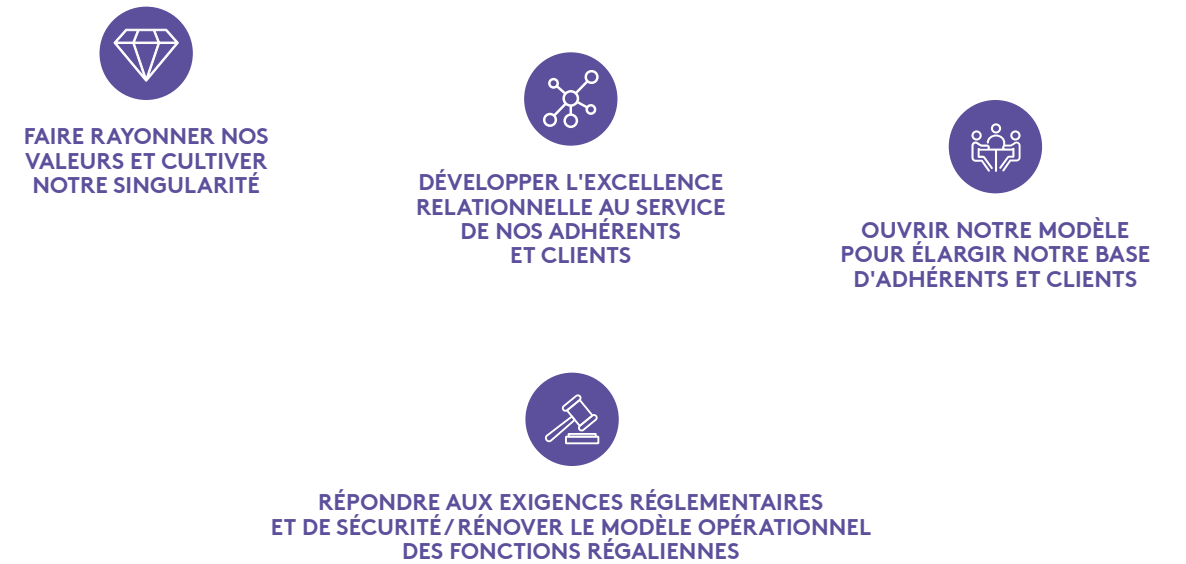 FAIRE RAYONNER NOS
VALEURS ET CULTIVER
NOTRE SINGULARITÉ
DÉVELOPPER L'EXCELLENCE
RELATIONNELLE AU SERVICE
DE NOS ADHÉRENTS
ET CLIENTS
OUVRIR NOTRE MODÈLE
POUR ÉLARGIR NOTRE BASE
D'ADHÉRENTS ET CLIENTS
RÉPONDRE AUX EXIGENCES RÉGLEMENTAIRES
ET DE SÉCURITÉ/RÉNOVER LE MODÈLE OPÉRATIONNEL
DES FONCTIONS RÉGALIENNES